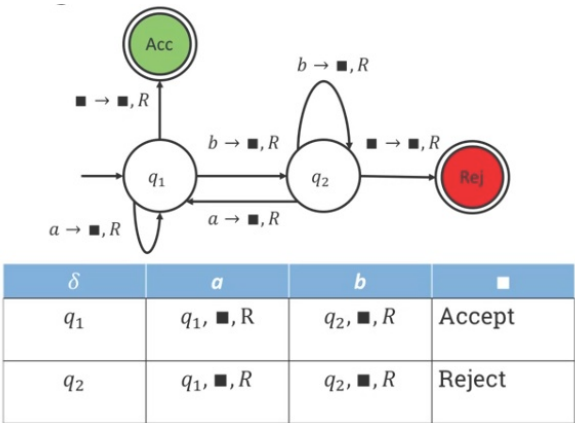 Acc
b → ■, R
■ → ■, R
b → ■, R
■ → ■, R
q₁
q₂
Rej
a → ■, R
a → ■, R
δ a b ■
q₁ q₁, ■, R q₂, ■, R Accept
q₂ q₁, ■, R q₂, ■, R Reject